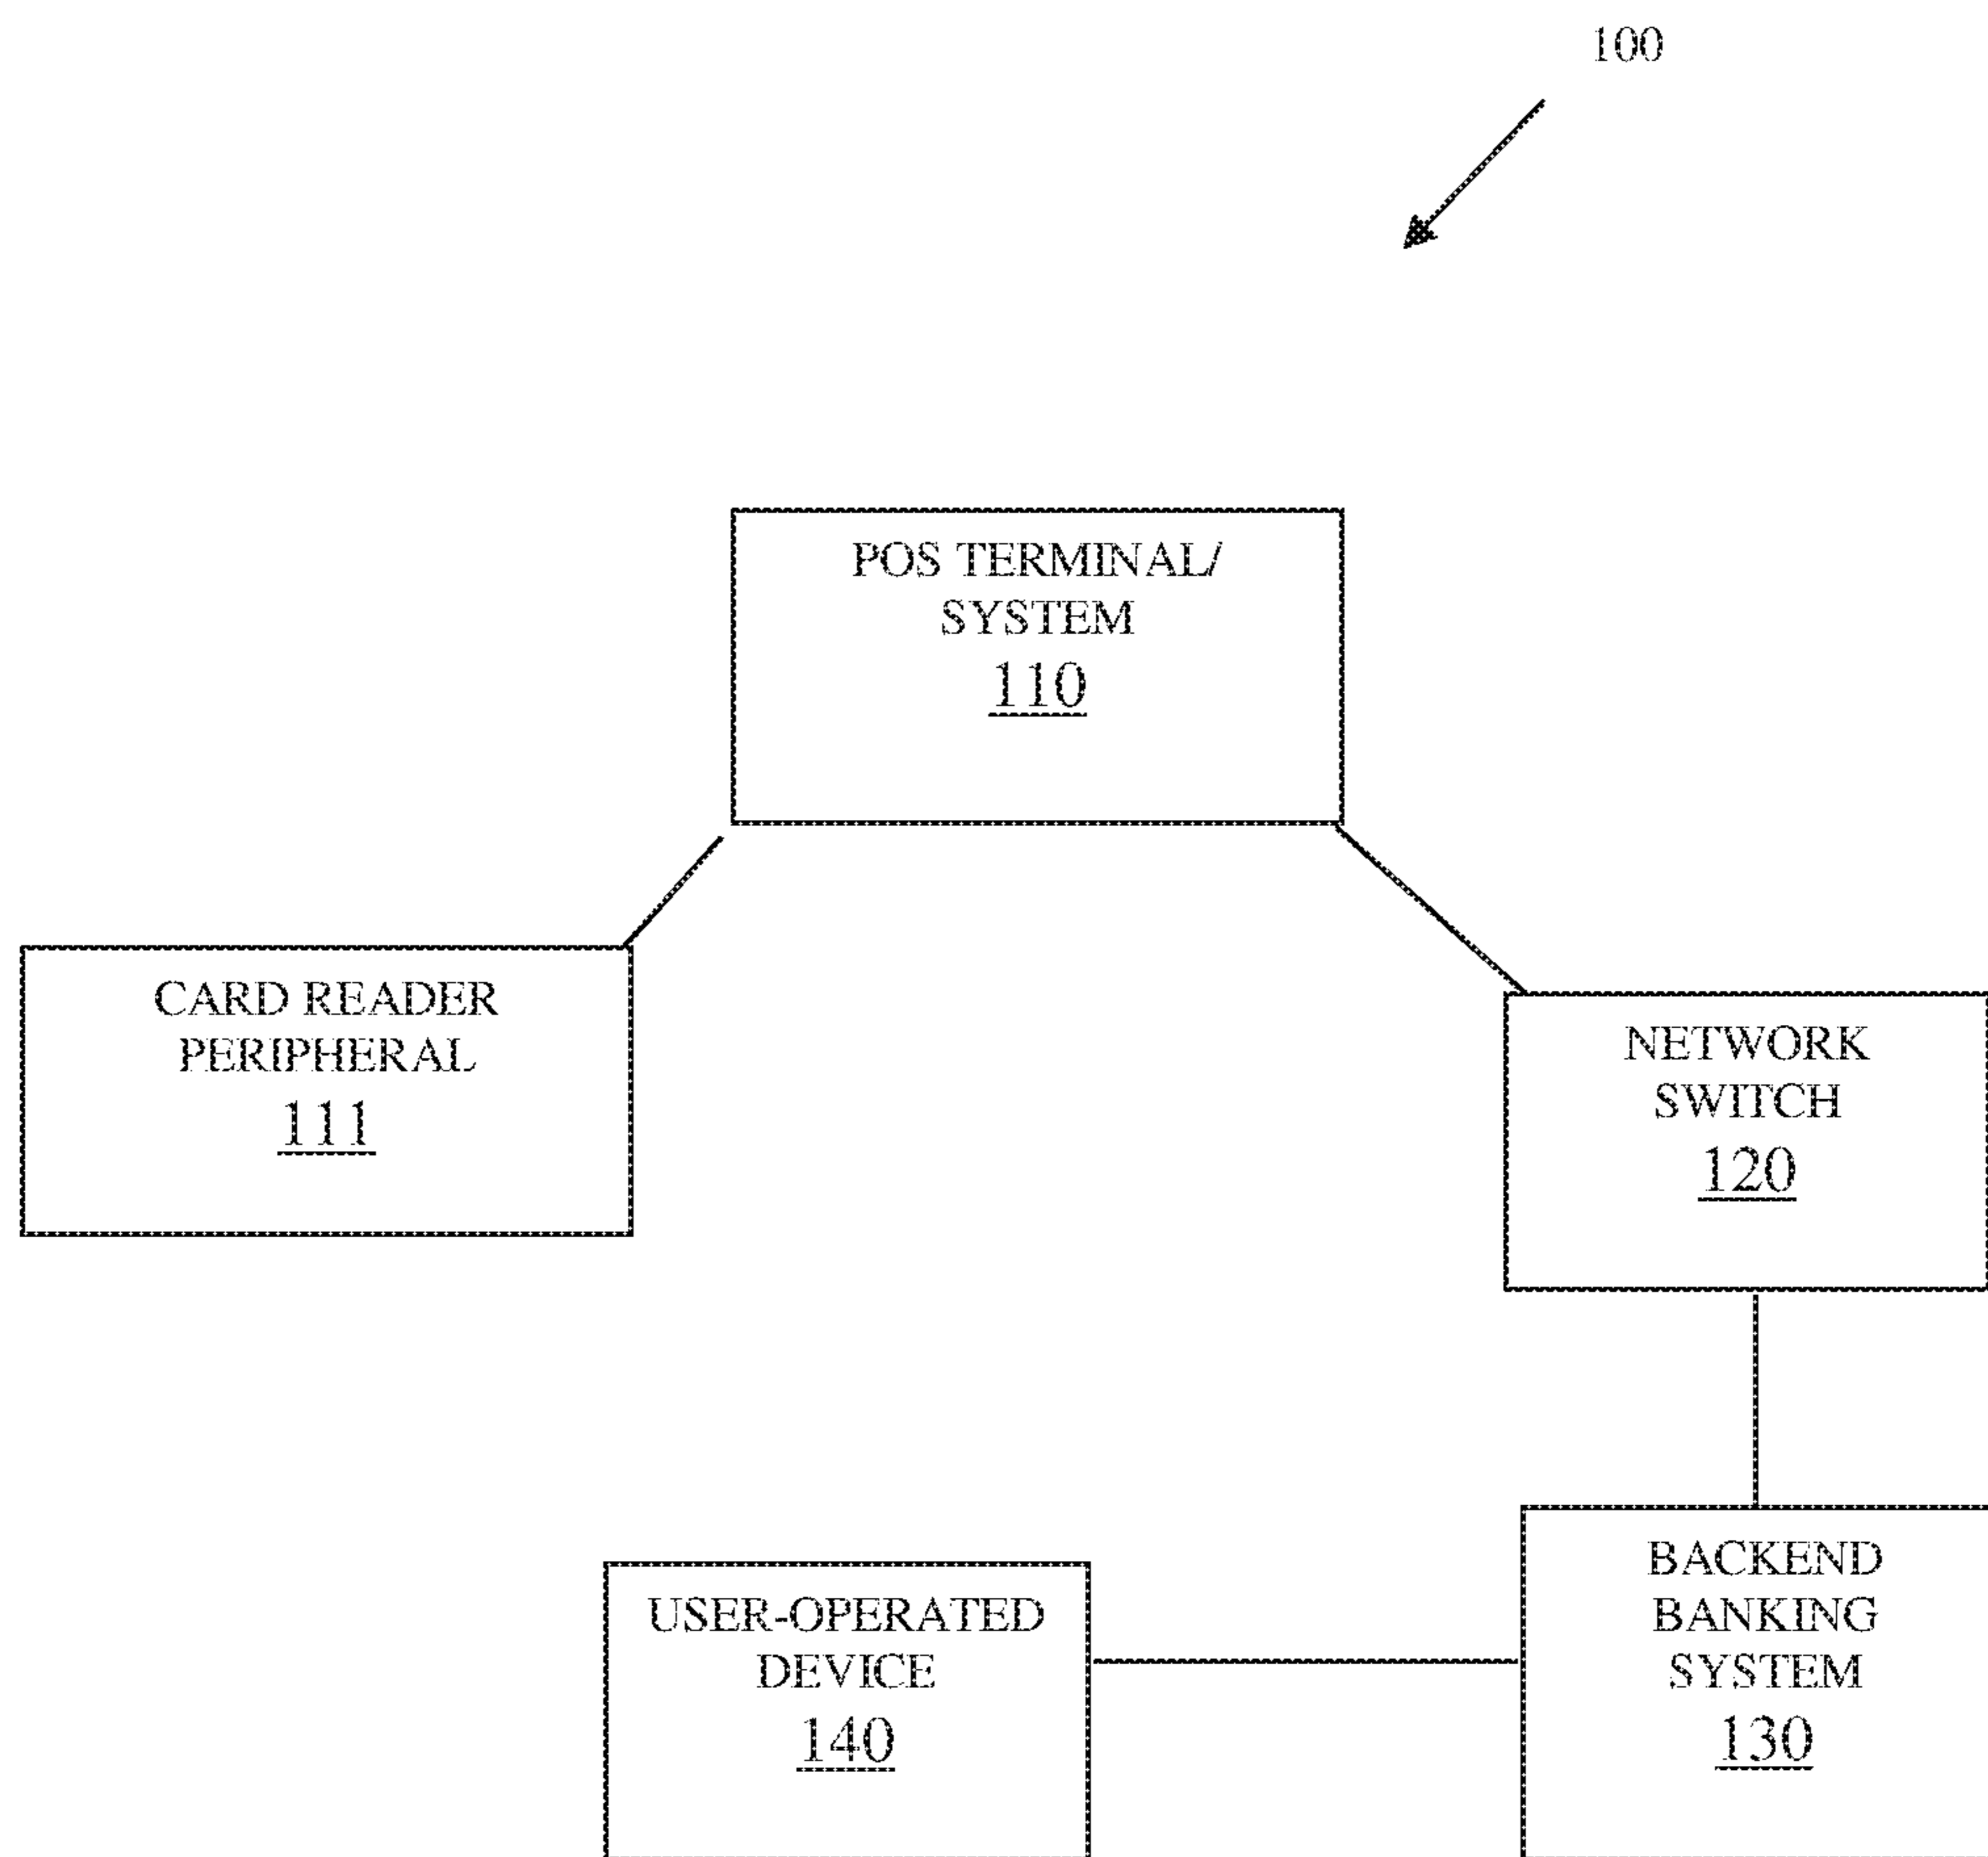 100
POS TERMINAL/
SYSTEM
110
CARD READER
PERIPHERAL
111
NETWORK
SWITCH
120
USER-OPERATED
DEVICE
140
BACKEND
BANKING
SYSTEM
130